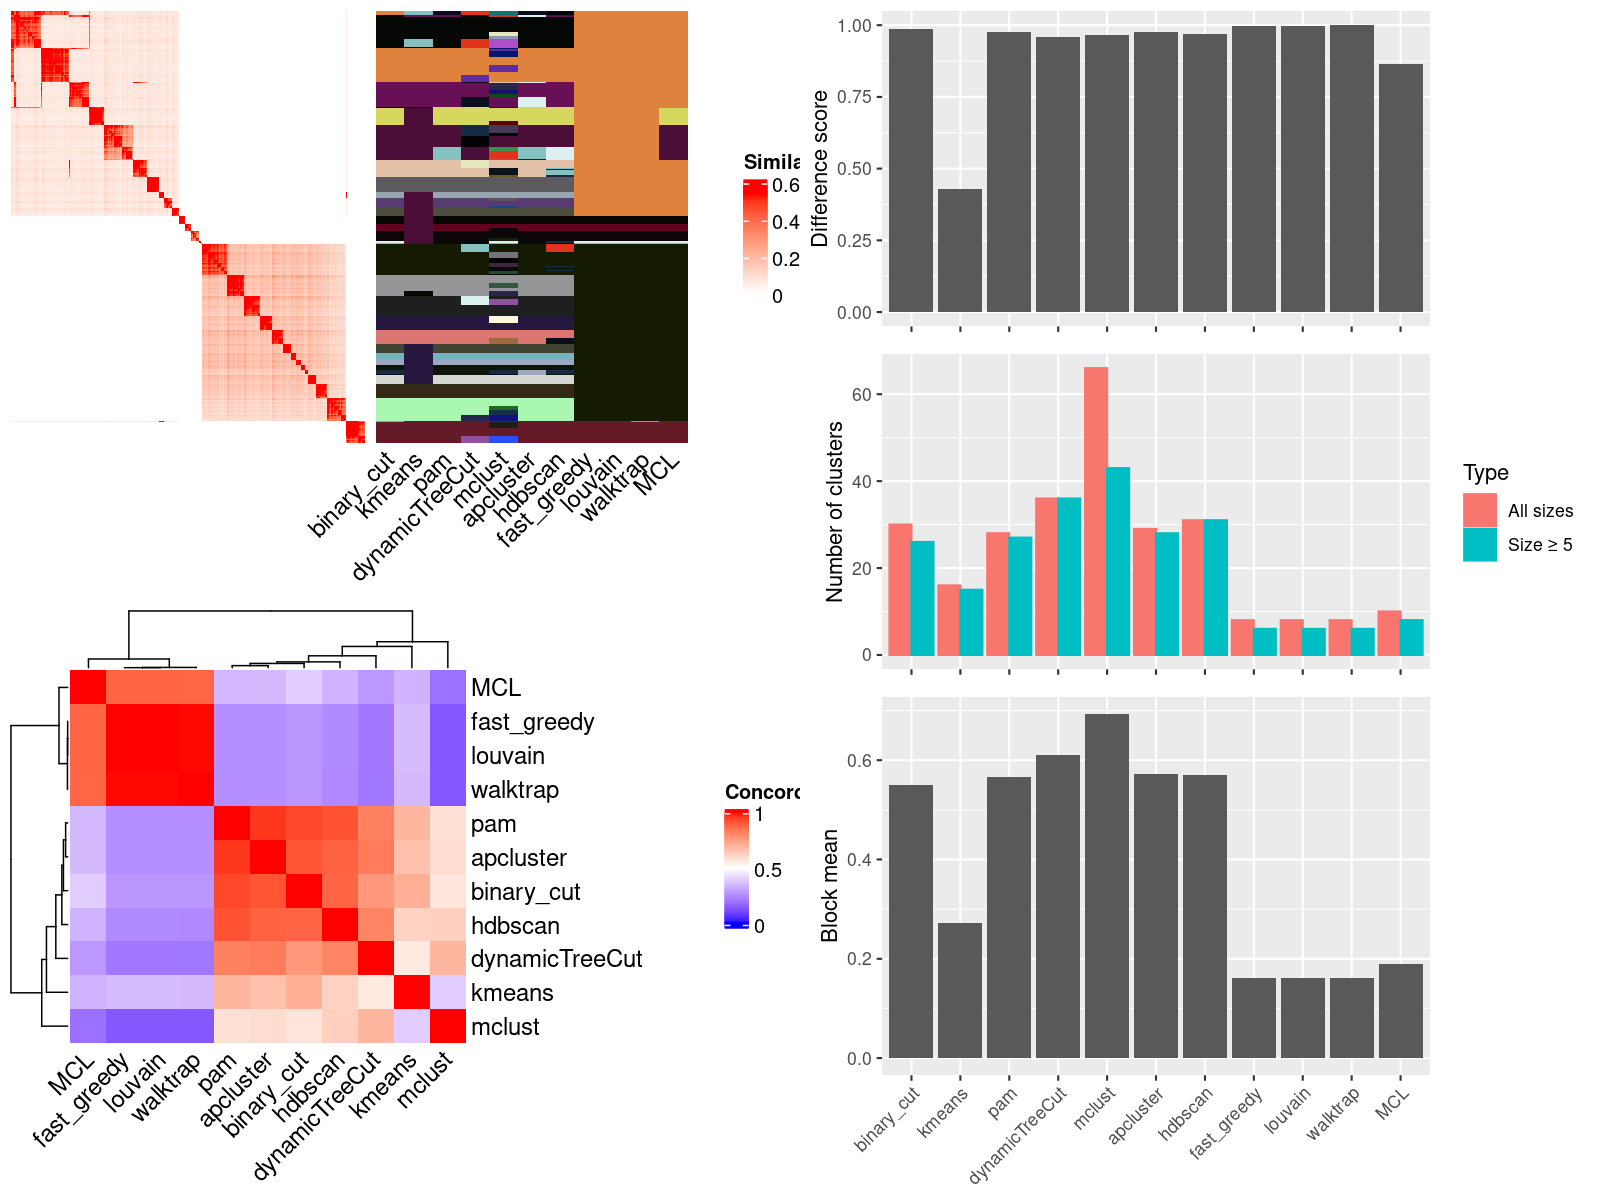 Simila
0.6
0.4
0.2
0
binary_cut
kmeans
pam
dynamicTreeCut
mclust
apcluster
hdbscan
fast_greedy
louvain
walktrap
MCL
MCL
fast_greedy
louvain
walktrap
pam
apcluster
binary_cut
hdbscan
dynamicTreeCut
kmeans
mclust
MCL
fast_greedy
louvain
walktrap
pam
apcluster
binary_cut
hdbscan
dynamicTreeCut
kmeans
mclust
Concord
1
0.5
0
Difference score
1.00
0.75
0.50
0.25
0.00
Number of clusters
60
40
20
0
Type
All sizes
Size ≥ 5
Block mean
0.6
0.4
0.2
0.0
binary_cut
kmeans
pam
dynamicTreeCut
mclust
apcluster
hdbscan
fast_greedy
louvain
walktrap
MCL